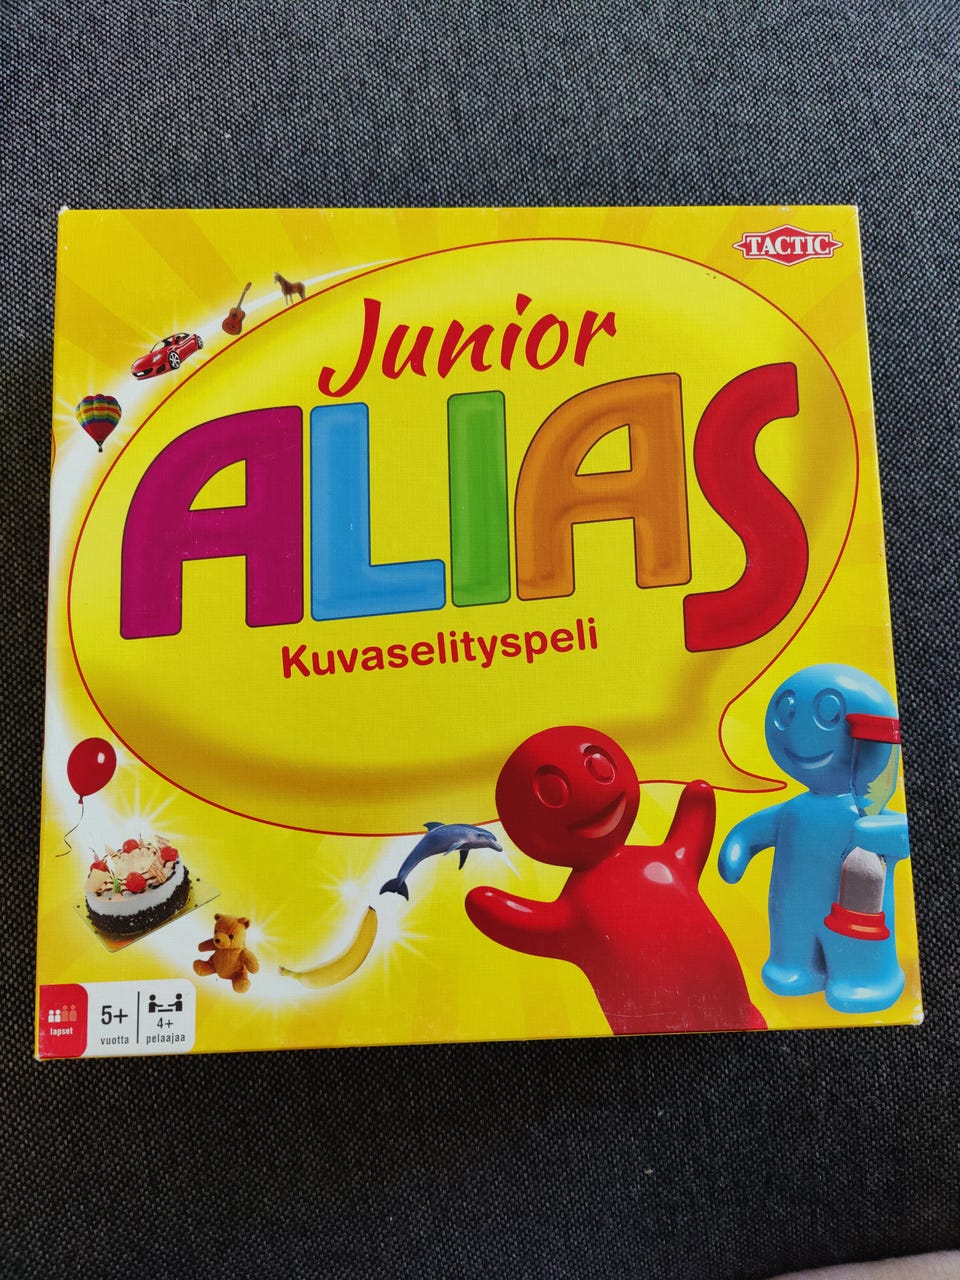 TACTIC
Junior
ALIAS
Kuvaselityspeli
lapset
5+
vuotta
4+
pelaajaa